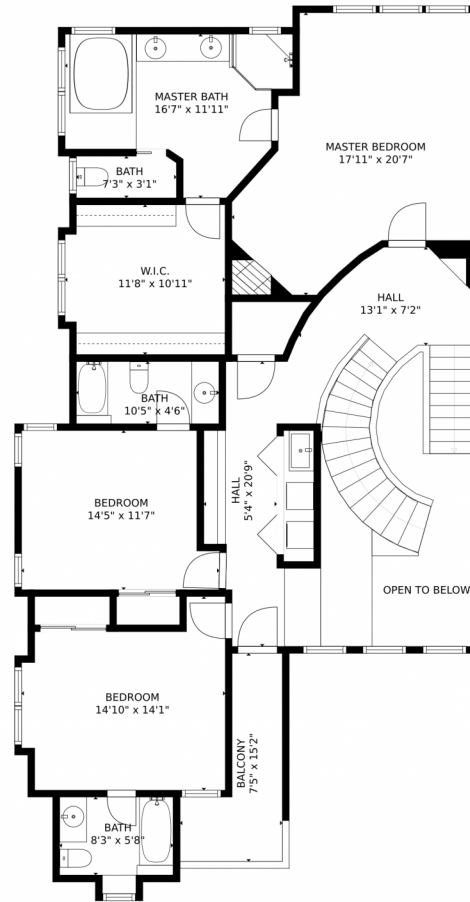 MASTER BATH
16'7" x 11'11"
MASTER BEDROOM
17'11" x 20'7"
BATH
7'3" x 3'1"
W.I.C.
11'8" x 10'11"
HALL
13'1" x 7'2"
BATH
10'5" x 4'6"
BEDROOM
14'5" x 11'7"
HALL
5'4" x 20'9"
OPEN TO BELOW
BEDROOM
14'10" x 14'1"
BALCONY
7'5" x 15'2"
BATH
8'3" x 5'8"